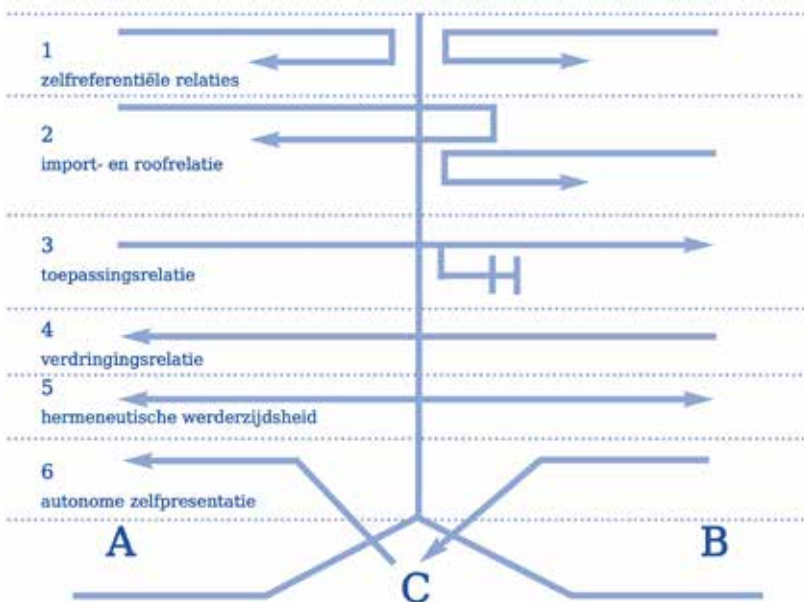 1
zelfreferentiële relaties
2
import- en roofrelatie
3
toepassingsrelatie
4
verdringingsrelatie
5
hermeneutische werderzijdsheid
6
autonome zelfpresentatie
A
B
C